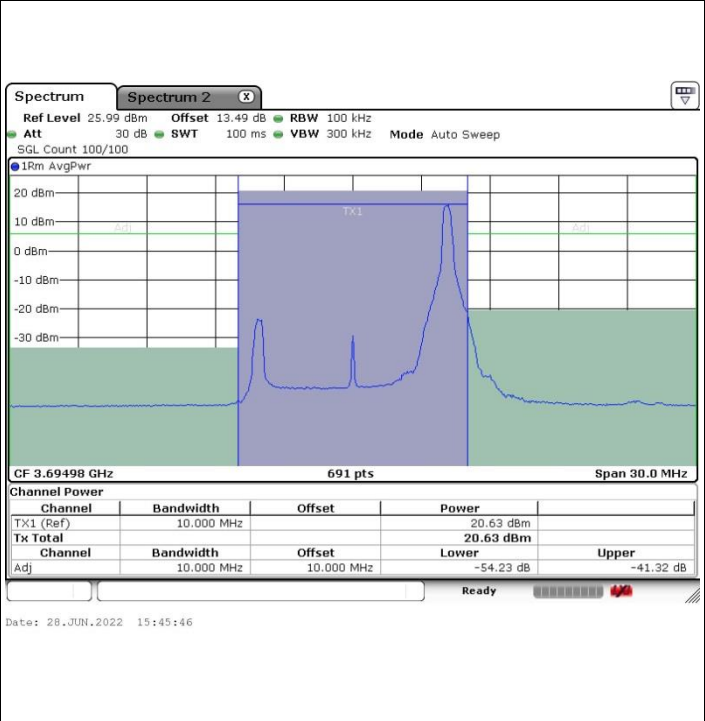 Spectrum Spectrum 2 X
Ref Level 25.99 dBm Offset 13.49 dB RBW 100 kHz
Att 30 dB SWT 100 ms VBW 300 kHz Mode Auto Sweep
SGL Count 100/100
1Rm AvgPwr
20 dBm
TX1
10 dBm
Adj Adj
0 dBm
-10 dBm
-20 dBm
-30 dBm
CF 3.69498 GHz 691 pts Span 30.0 MHz
Channel Power
Channel Bandwidth Offset Power
TX1 (Ref) 10.000 MHz 20.63 dBm
Tx Total 20.63 dBm
Channel Bandwidth Offset Lower Upper
Adj 10.000 MHz 10.000 MHz -54.23 dB -41.32 dB
Ready
Date: 28.JUN.2022 15:45:46